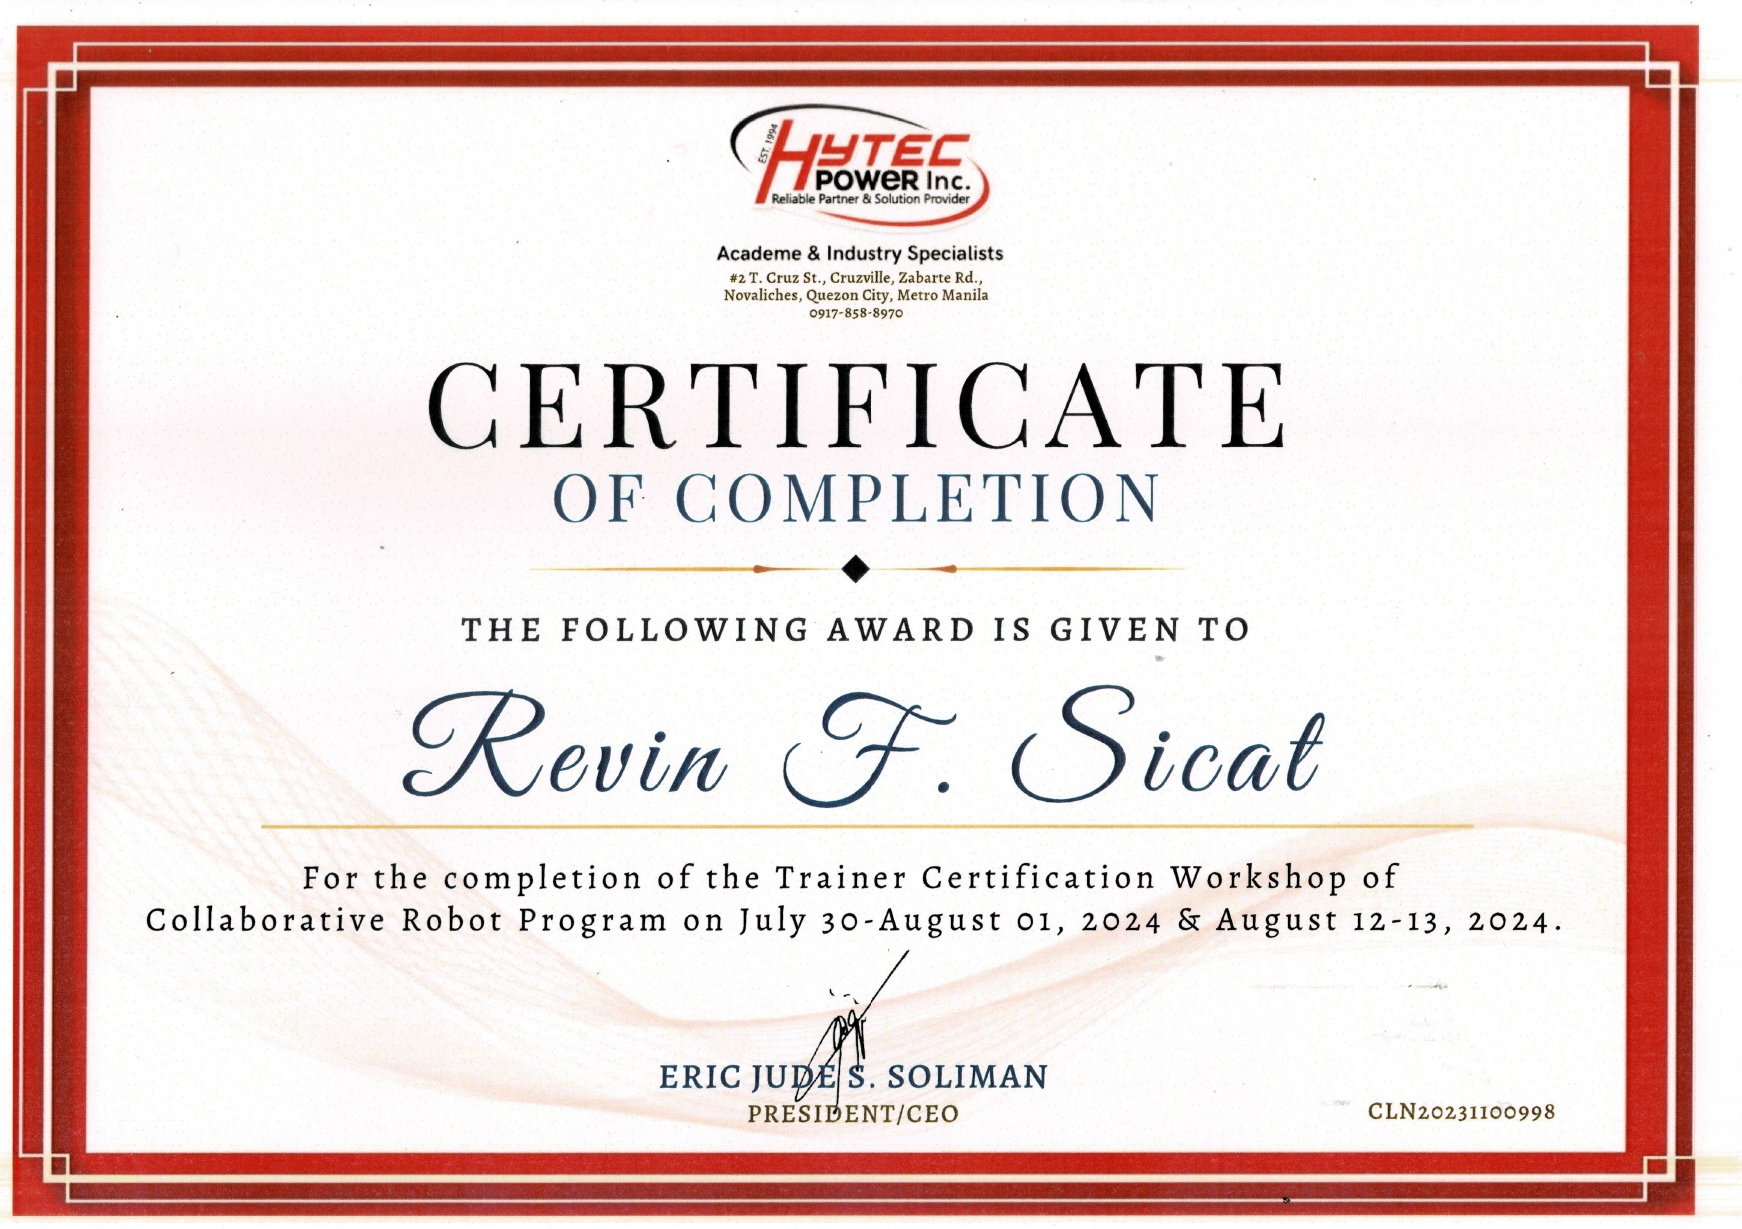 EST. 1994
HYTEC
POWER Inc.
Reliable Partner & Solution Provider
Academe & Industry Specialists
#2 T. Cruz St., Cruzville, Zabarte Rd.,
Novaliches, Quezon City, Metro Manila
0917-858-8970
CERTIFICATE
OF COMPLETION
THE FOLLOWING AWARD IS GIVEN TO
Revin F. Sicat
For the completion of the Trainer Certification Workshop of
Collaborative Robot Program on July 30-August 01, 2024 & August 12-13, 2024.
ERIC JUDE S. SOLIMAN
PRESIDENT/CEO
CLN20231100998